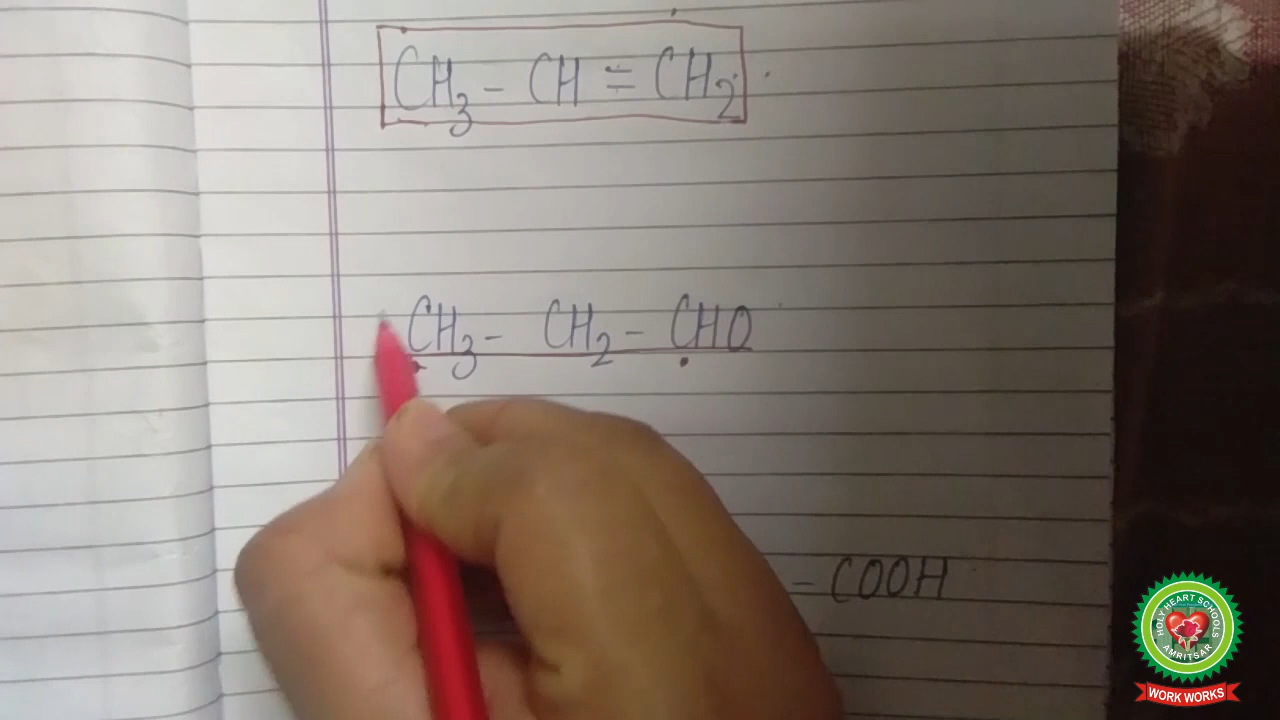 CH₃ - CH = CH₂
CH₃ - CH₂ - CHO
- COOH
HOLY HEART SCHOOLS
AMRITSAR
WORK WORKS